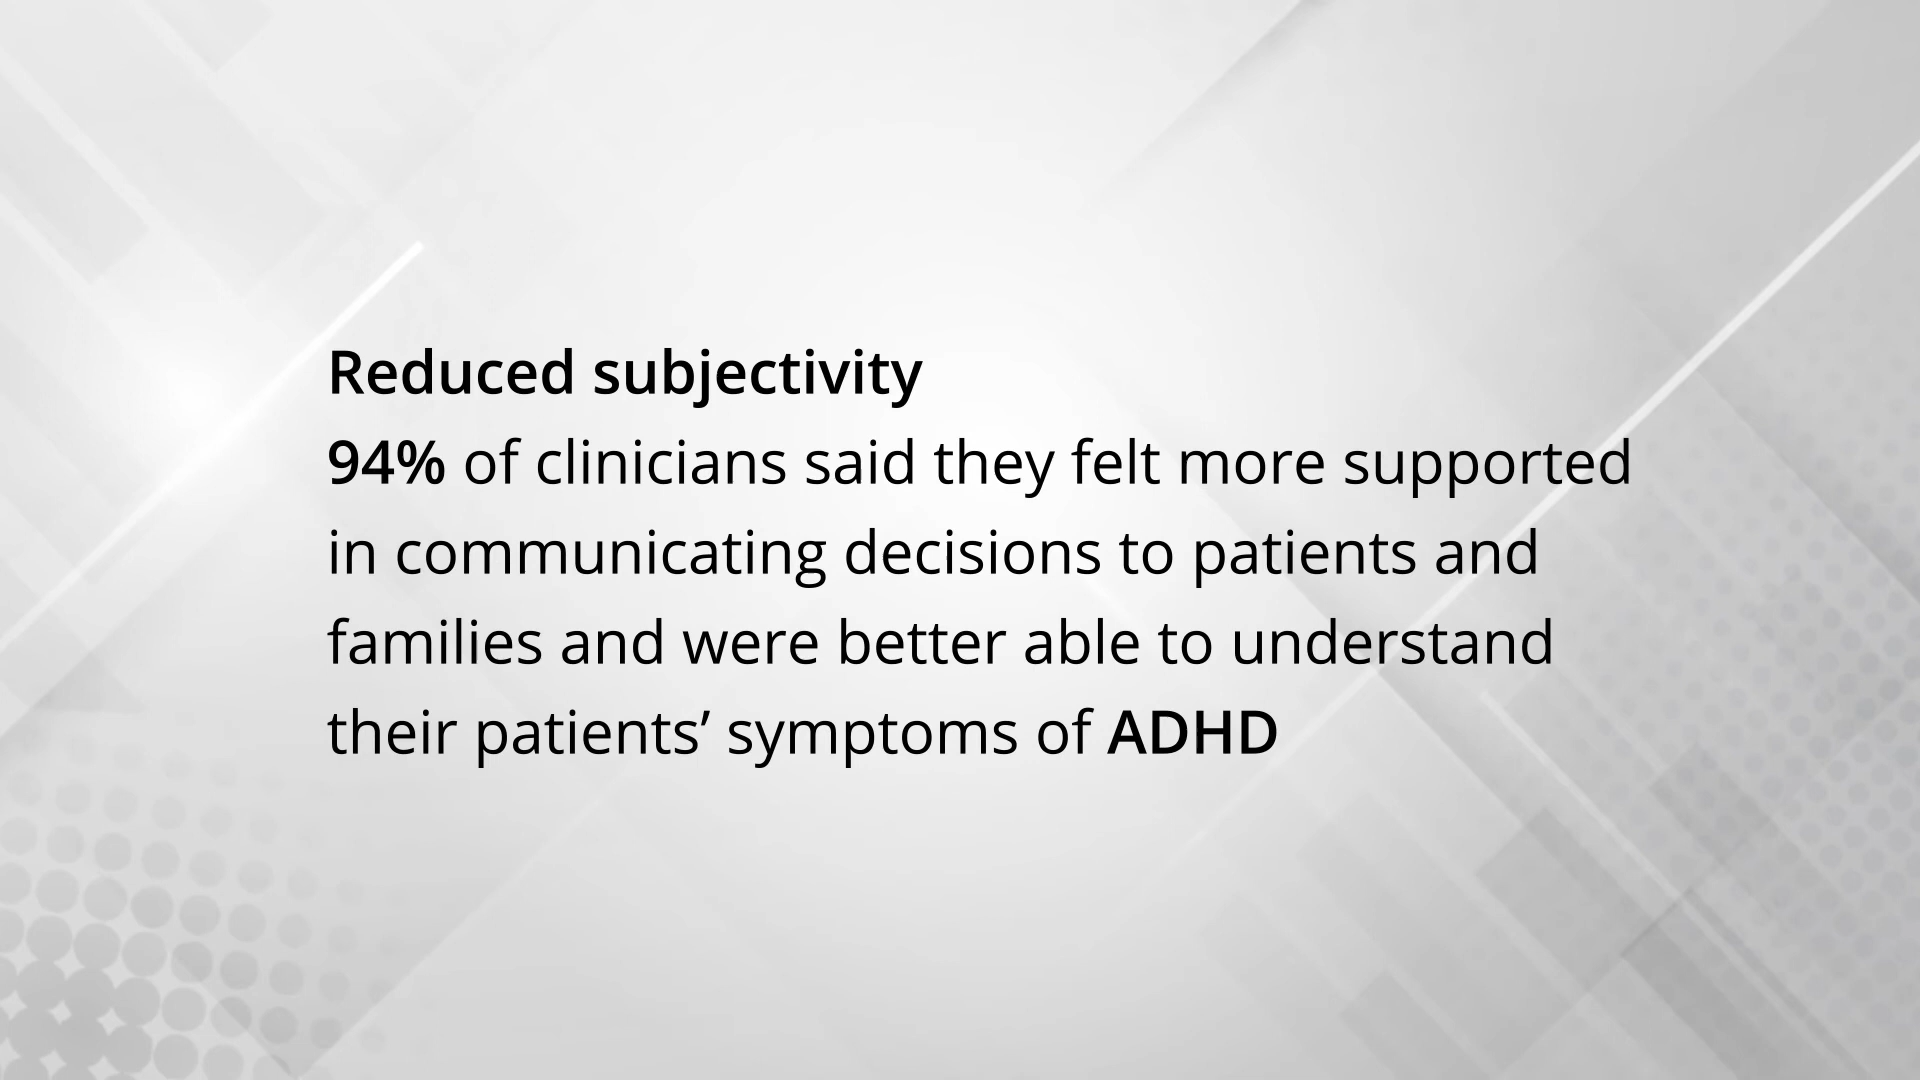 Reduced subjectivity
94% of clinicians said they felt more supported
in communicating decisions to patients and
families and were better able to understand
their patients’ symptoms of ADHD